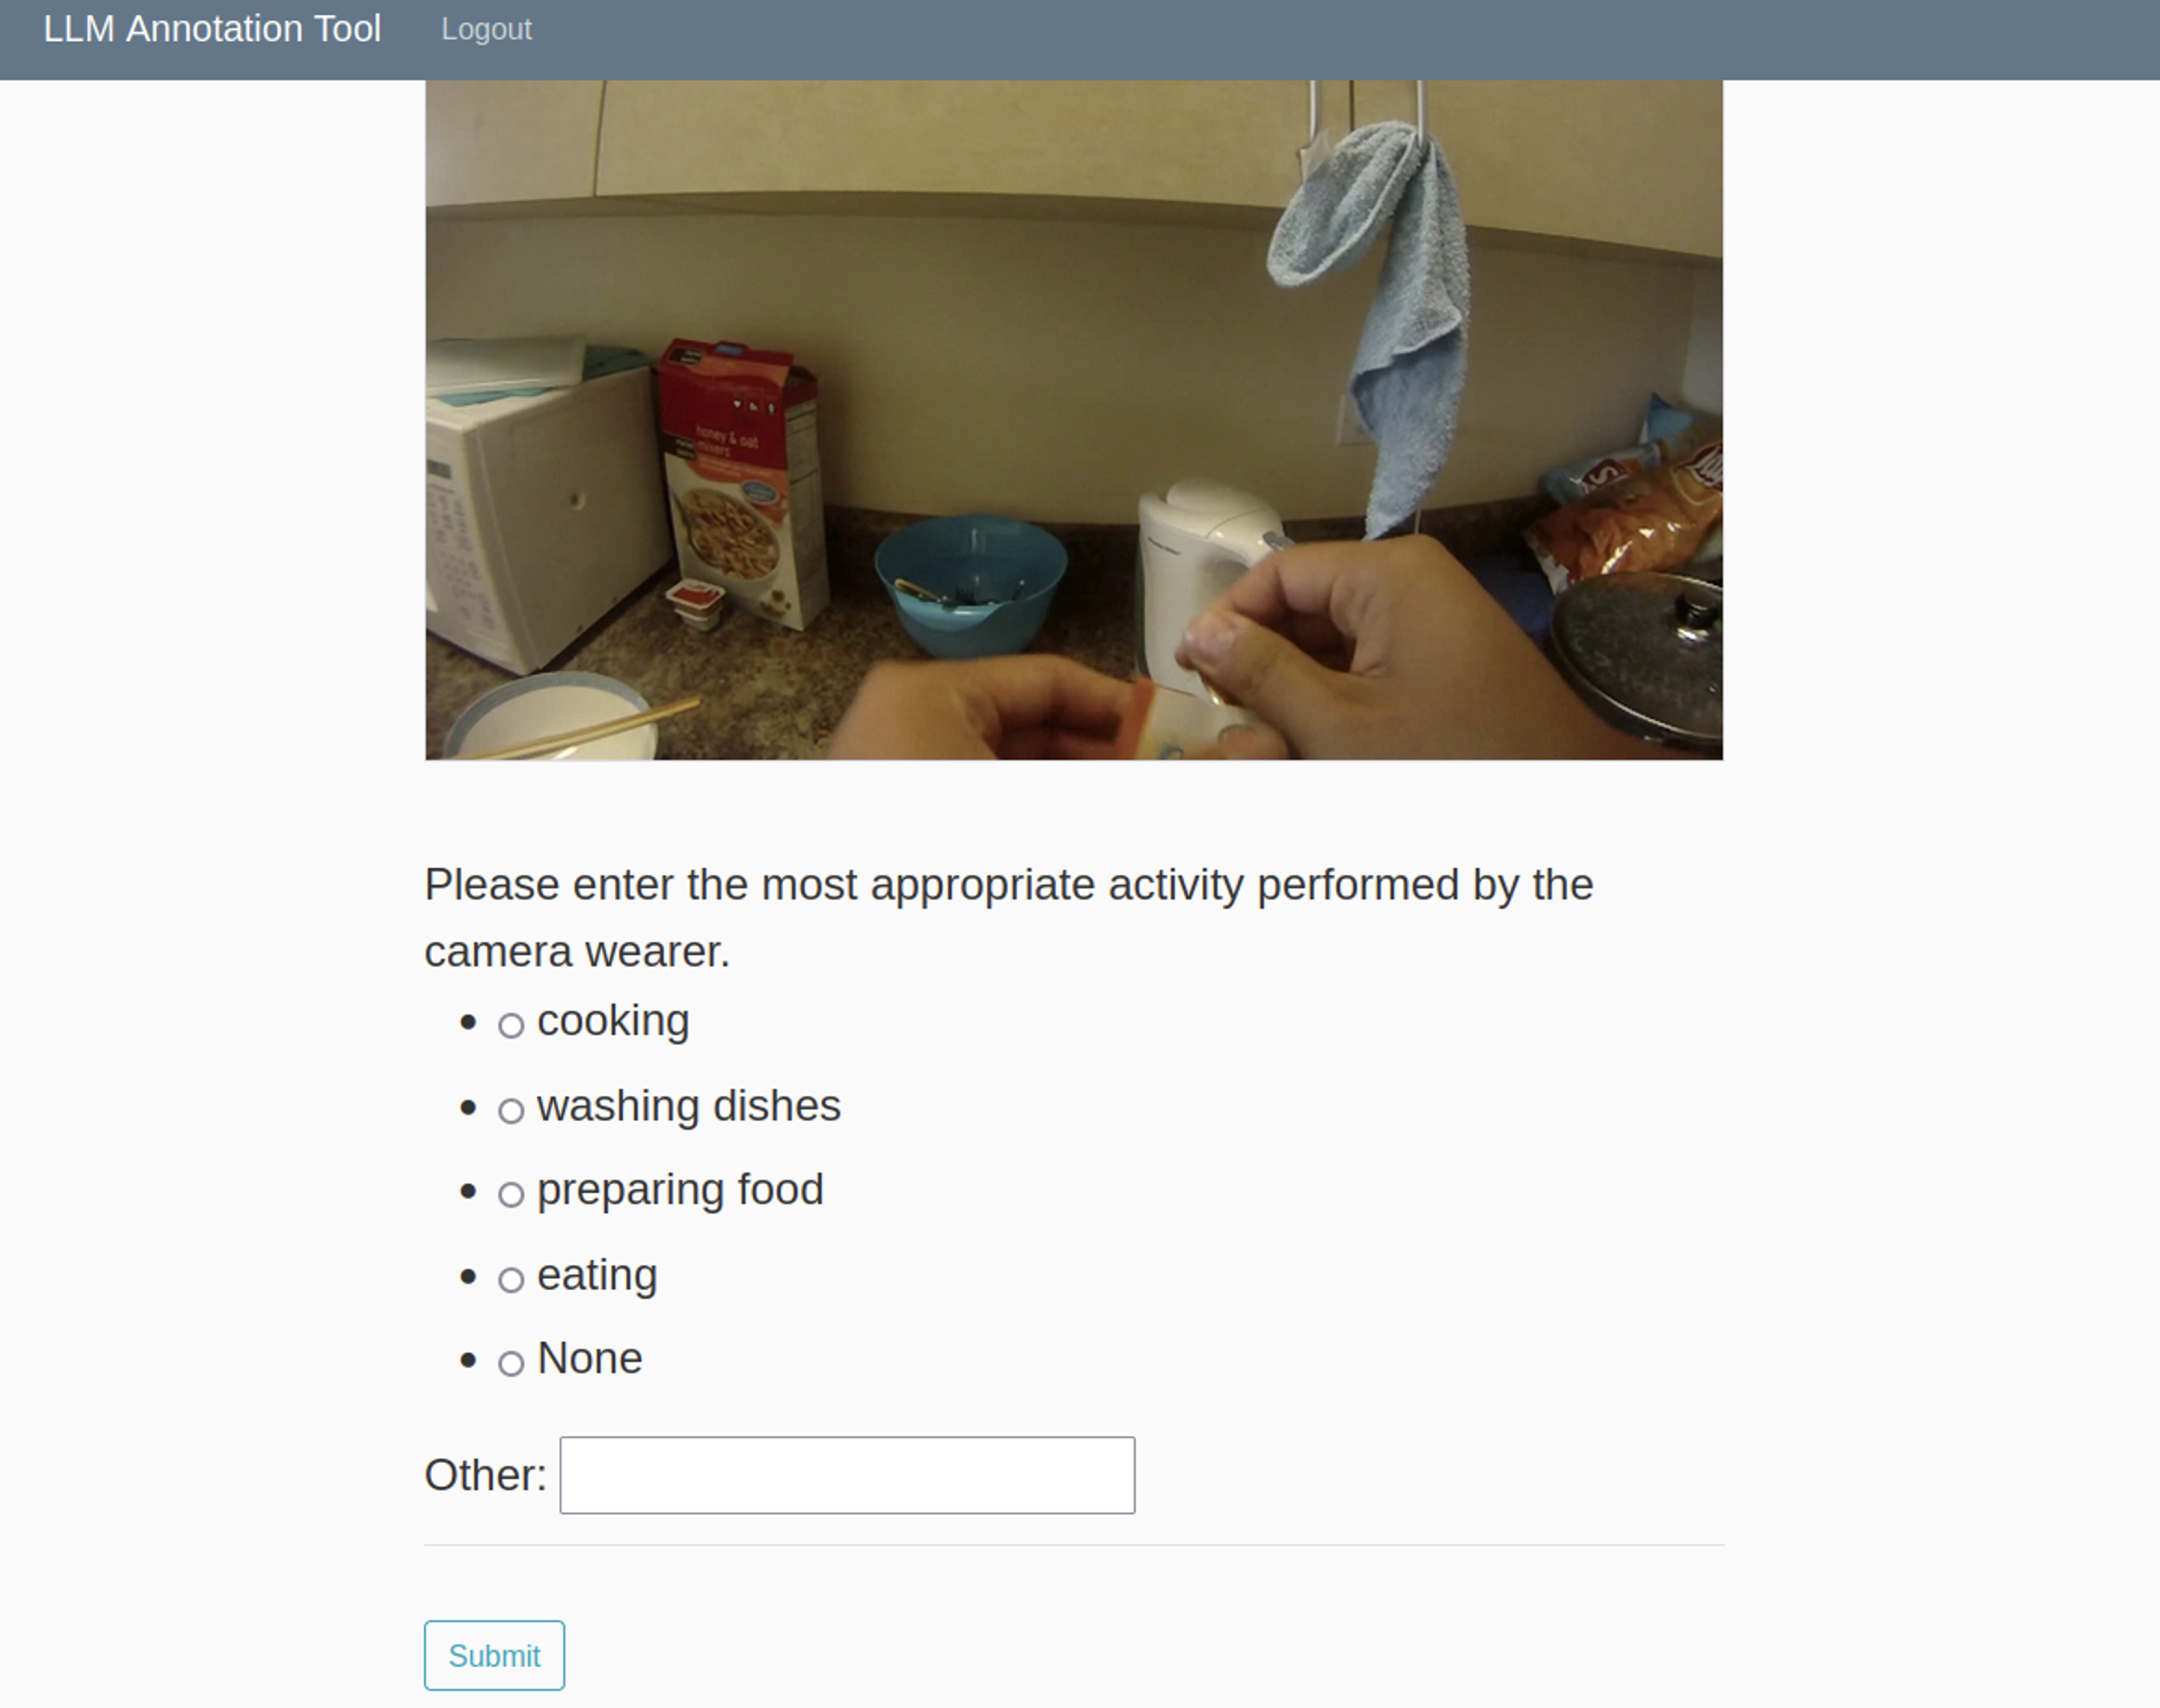 LLM Annotation Tool Logout
honey & oat
mixers
Please enter the most appropriate activity performed by the
camera wearer.
cooking
washing dishes
preparing food
eating
None
Other:
Submit